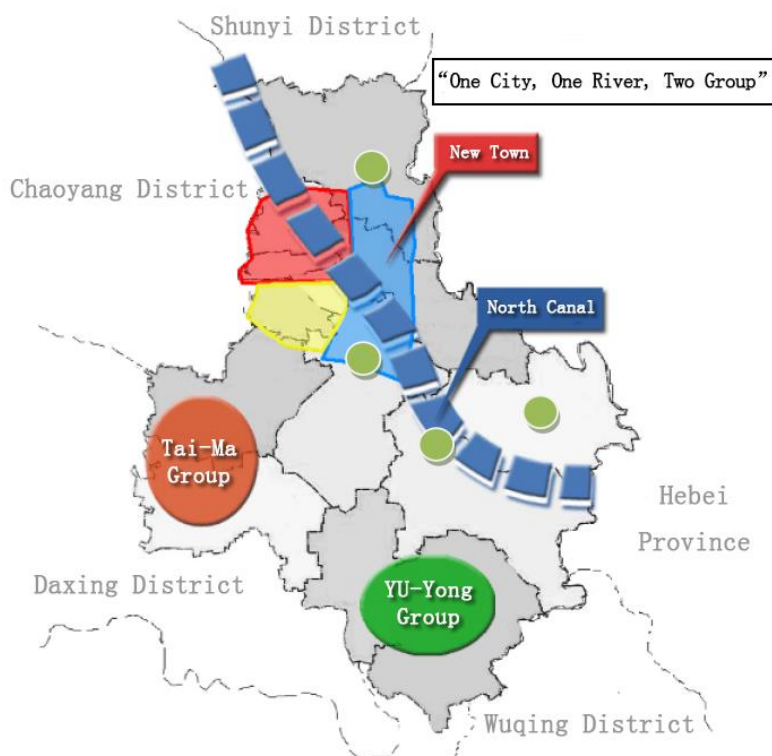 Shunyi District
“One City, One River, Two Group”
New Town
Chaoyang District
North Canal
Tai-Ma
Group
Hebei
Province
Daxing District
YU-Yong
Group
Wuqing District